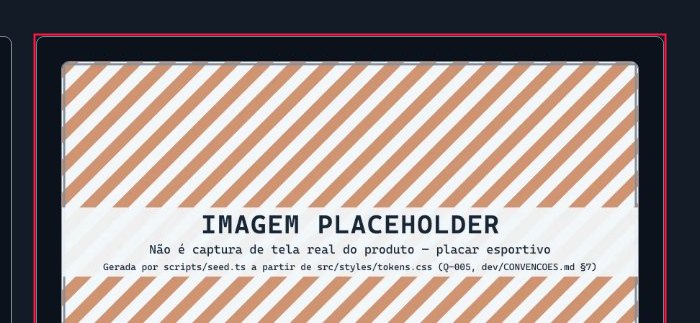 IMAGEM PLACEHOLDER
Não é captura de tela real do produto — placar esportivo
Gerada por scripts/seed.ts a partir de src/styles/tokens.css (Q-005, dev/CONVENCOES.md §7)